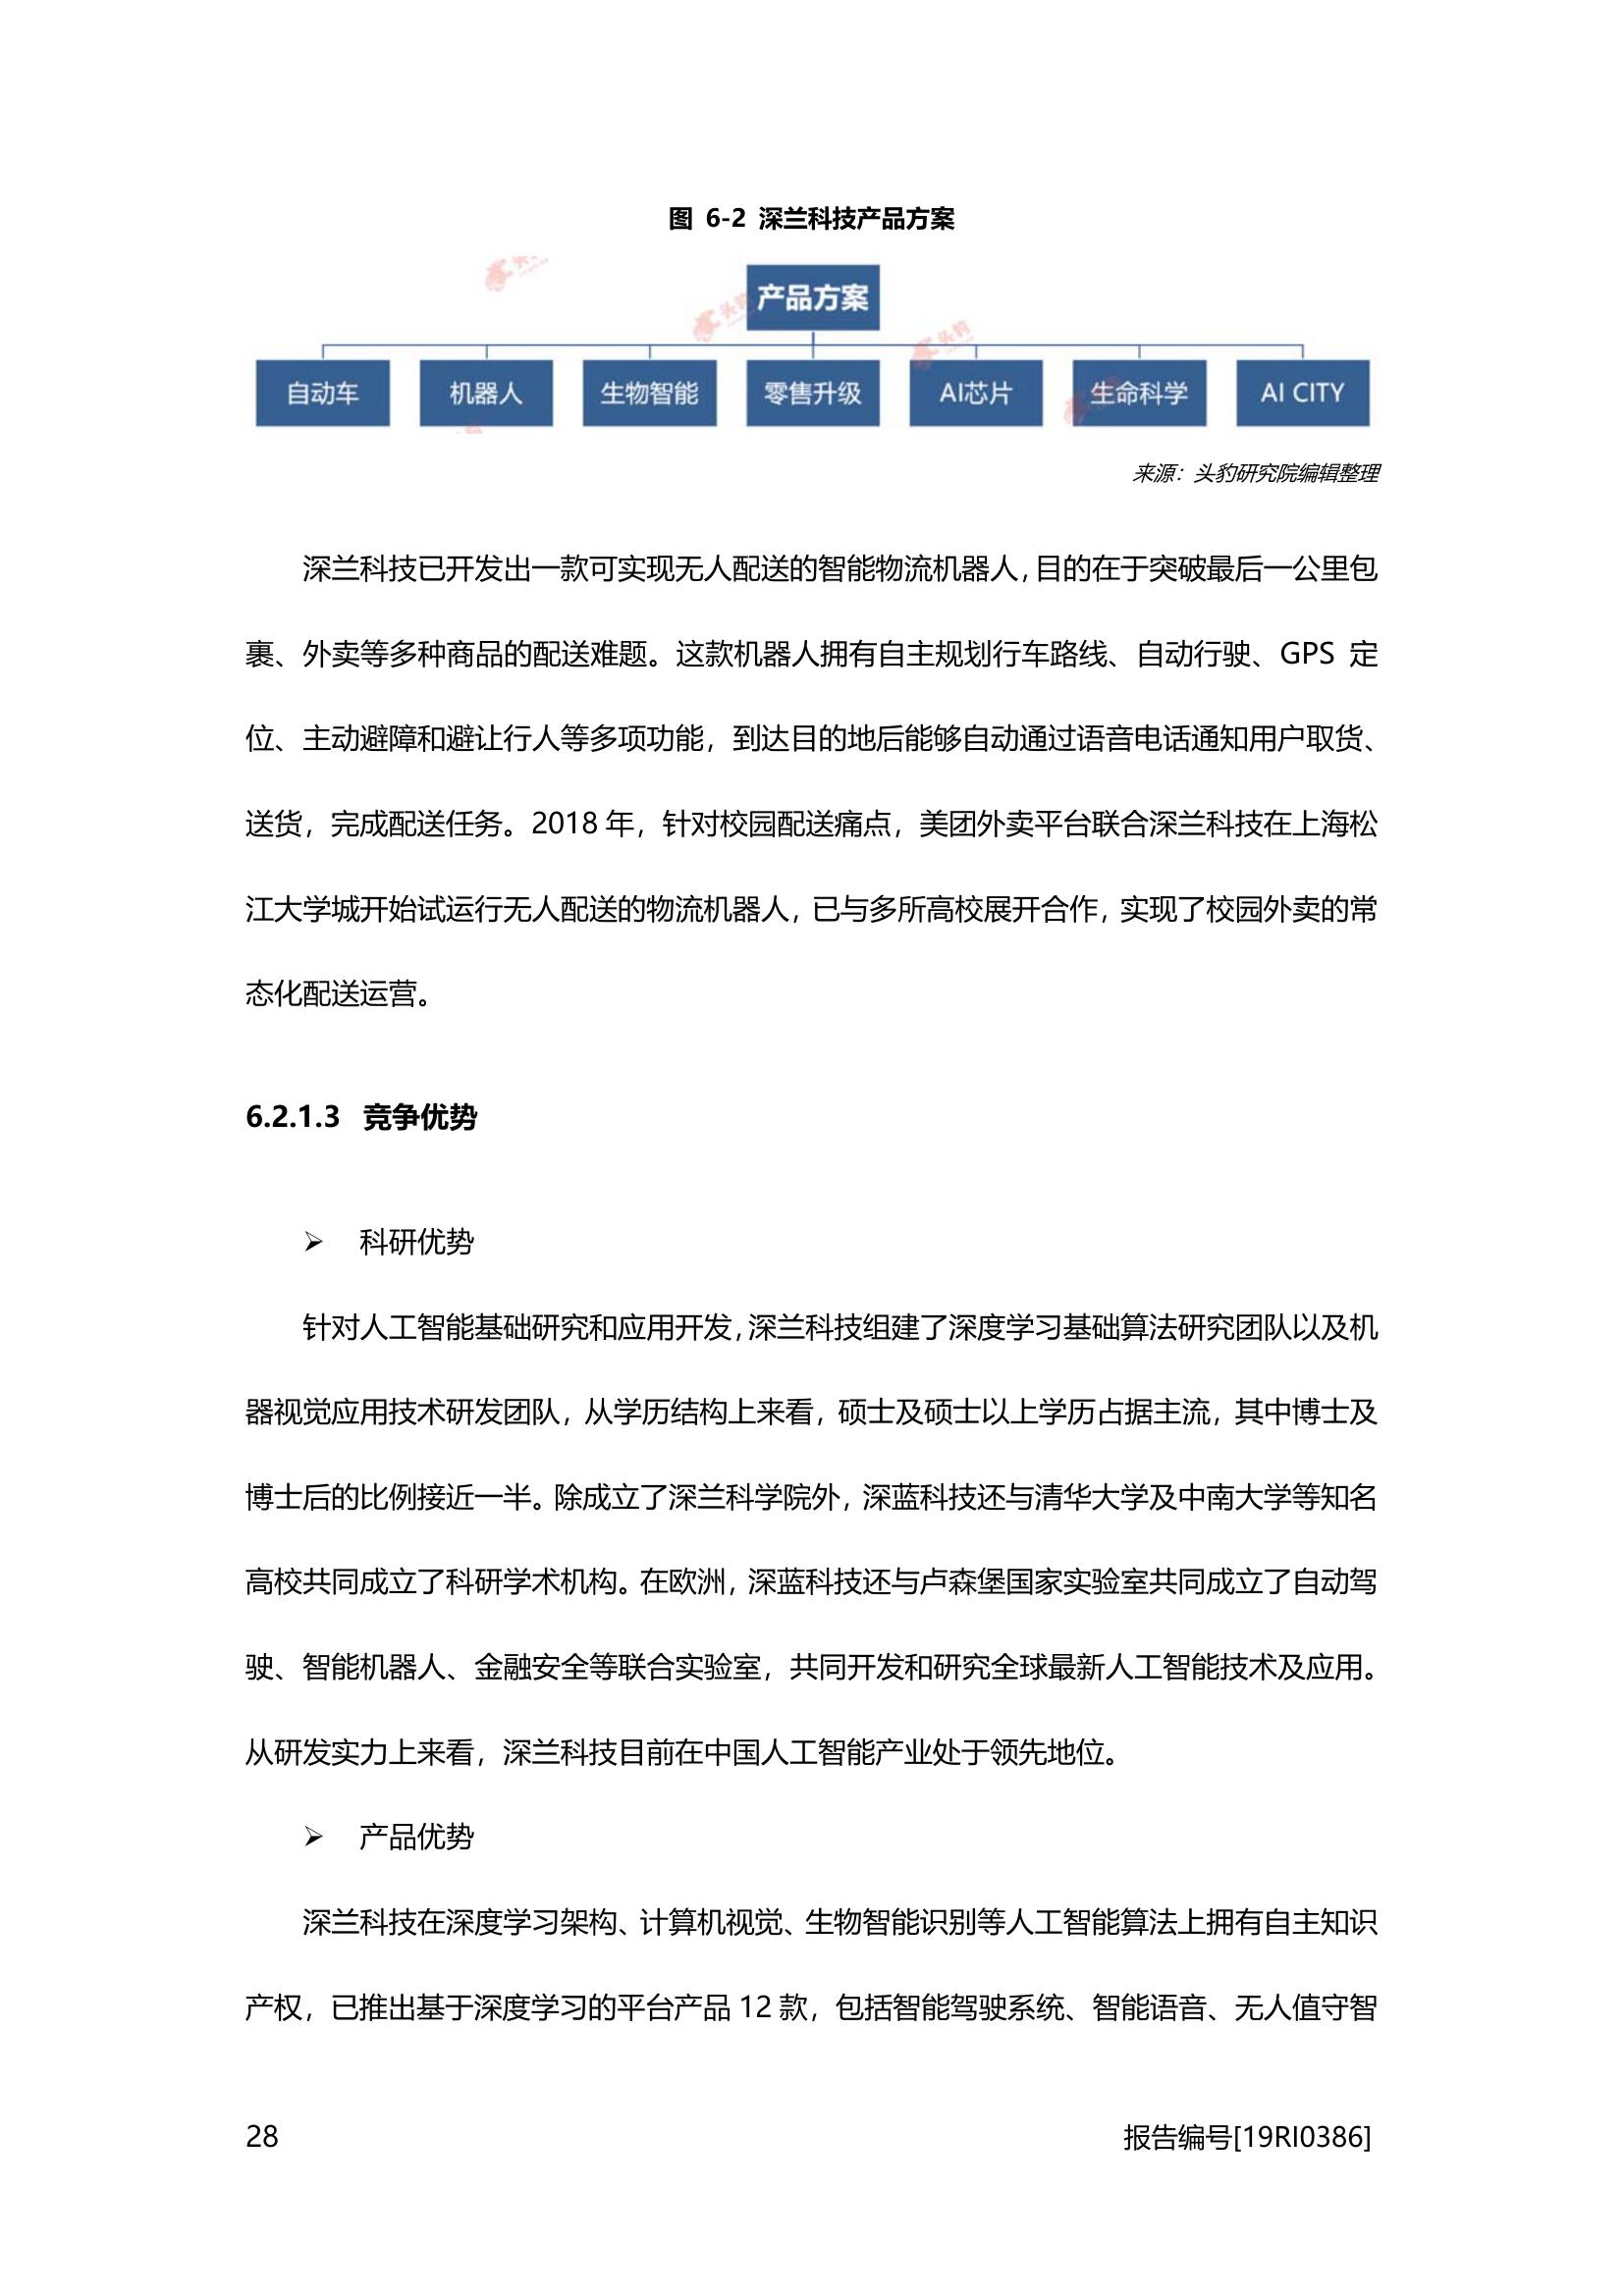 图 6-2 深兰科技产品方案
产品方案
自动车 机器人 生物智能 零售升级 AI芯片 生命科学 AI CITY
来源：头豹研究院编辑整理
深兰科技已开发出一款可实现无人配送的智能物流机器人，目的在于突破最后一公里包
裹、外卖等多种商品的配送难题。这款机器人拥有自主规划行车路线、自动行驶、GPS 定
位、主动避障和避让行人等多项功能，到达目的地后能够自动通过语音电话通知用户取货、
送货，完成配送任务。2018 年，针对校园配送痛点，美团外卖平台联合深兰科技在上海松
江大学城开始试运行无人配送的物流机器人，已与多所高校展开合作，实现了校园外卖的常
态化配送运营。
6.2.1.3 竞争优势
➢ 科研优势
针对人工智能基础研究和应用开发，深兰科技组建了深度学习基础算法研究团队以及机
器视觉应用技术研发团队，从学历结构上来看，硕士及硕士以上学历占据主流，其中博士及
博士后的比例接近一半。除成立了深兰科学院外，深蓝科技还与清华大学及中南大学等知名
高校共同成立了科研学术机构。在欧洲，深蓝科技还与卢森堡国家实验室共同成立了自动驾
驶、智能机器人、金融安全等联合实验室，共同开发和研究全球最新人工智能技术及应用。
从研发实力上来看，深兰科技目前在中国人工智能产业处于领先地位。
➢ 产品优势
深兰科技在深度学习架构、计算机视觉、生物智能识别等人工智能算法上拥有自主知识
产权，已推出基于深度学习的平台产品 12 款，包括智能驾驶系统、智能语音、无人值守智
28 报告编号[19RI0386]